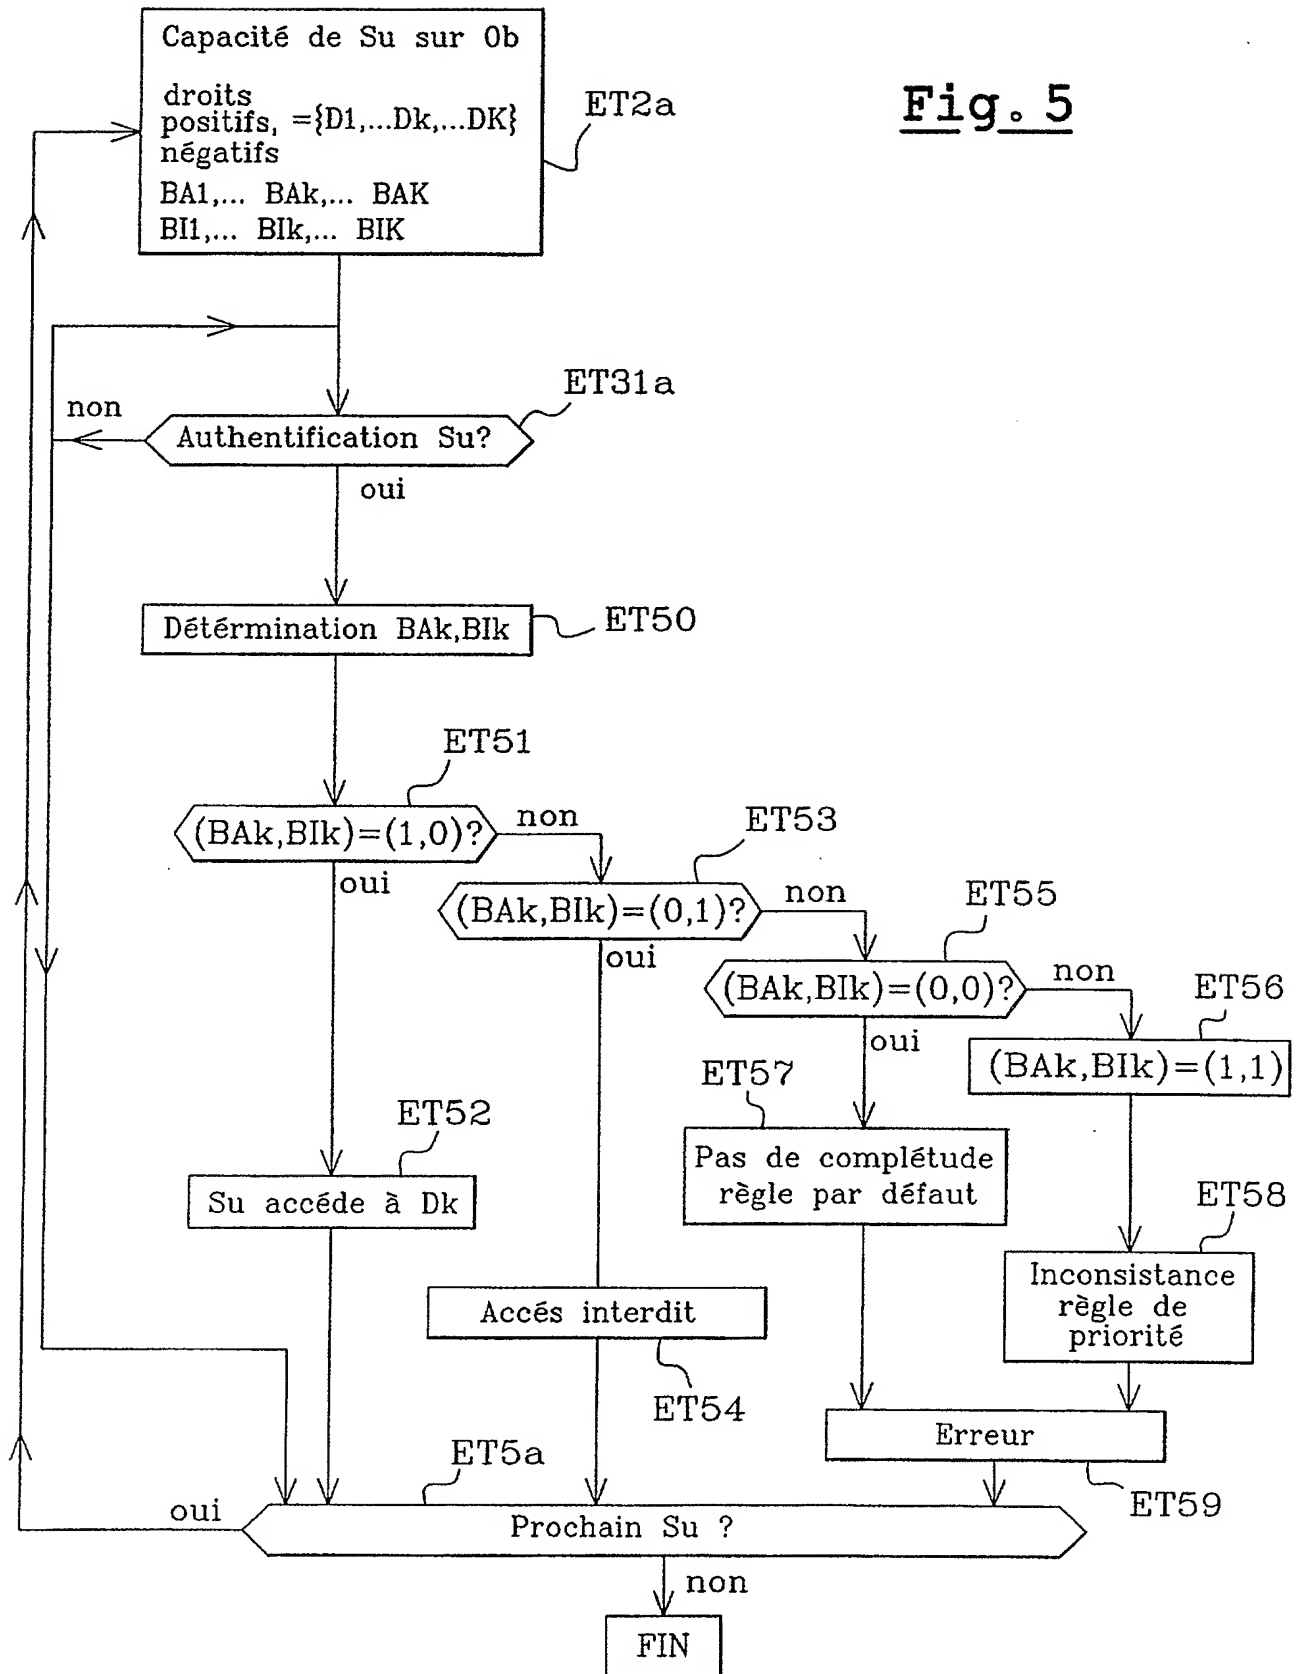 Fig. 5
Capacité de Su sur Ob
droits
positifs, ={D1,...Dk,...DK}
négatifs
BA1,... BAk,... BAK
BI1,... BIk,... BIK
ET2a
ET31a
non
Authentification Su?
oui
Détérmination BAk,BIk
ET50
ET51
(BAk,BIk)=(1,0)?
non
oui
ET53
(BAk,BIk)=(0,1)?
non
oui
ET55
(BAk,BIk)=(0,0)?
non
oui
ET56
(BAk,BIk)=(1,1)
ET57
Pas de complétude
règle par défaut
ET52
Su accéde à Dk
ET58
Inconsistance
règle de
priorité
Accés interdit
ET54
Erreur
ET59
ET5a
oui
Prochain Su ?
non
FIN